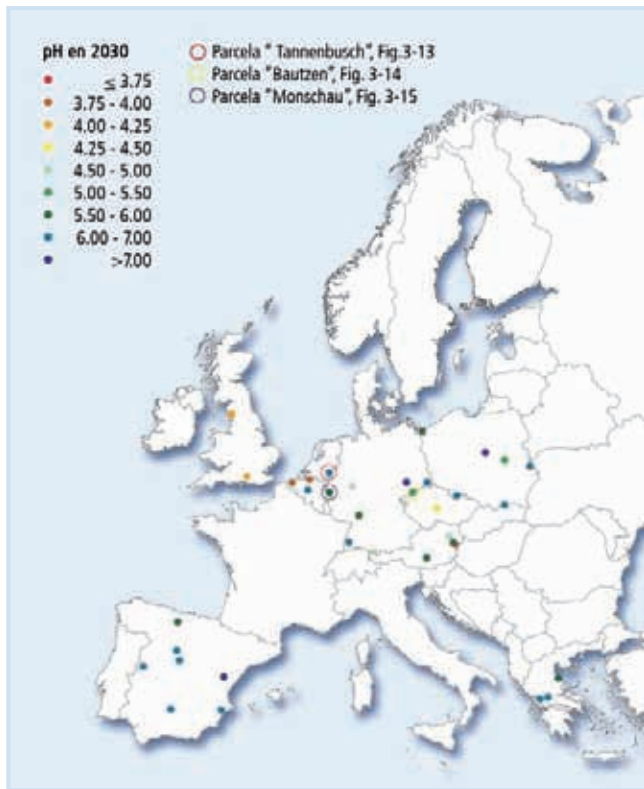 pH en 2030
≤ 3.75
3.75 - 4.00
4.00 - 4.25
4.25 - 4.50
4.50 - 5.00
5.00 - 5.50
5.50 - 6.00
6.00 - 7.00
>7.00
Parcela "Tannenbusch", Fig.3-13
Parcela "Bautzen", Fig. 3-14
Parcela "Monschau", Fig. 3-15